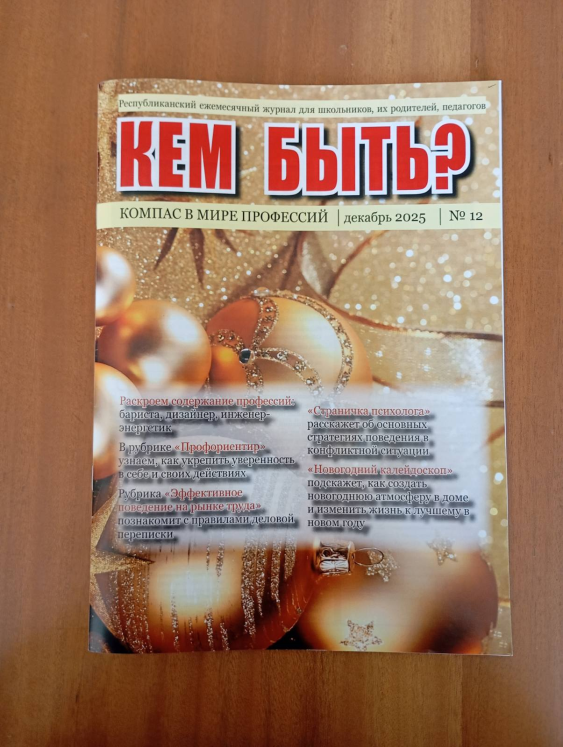 Республиканский ежемесячный журнал для школьников, их родителей, педагогов
КЕМ БЫТЬ?
КОМПАС В МИРЕ ПРОФЕССИЙ | декабрь 2025 | № 12
Раскроем содержание профессий:
бариста, дизайнер, инженер-
энергетик
В рубрике «Профориентир»
узнаем, как укрепить уверенность
в себе и своих действиях
Рубрика «Эффективное
поведение на рынке труда»
познакомит с правилами деловой
переписки
«Страничка психолога»
расскажет об основных
стратегиях поведения в
конфликтной ситуации
«Новогодний калейдоскоп»
подскажет, как создать
новогоднюю атмосферу в доме
и изменить жизнь к лучшему в
новом году